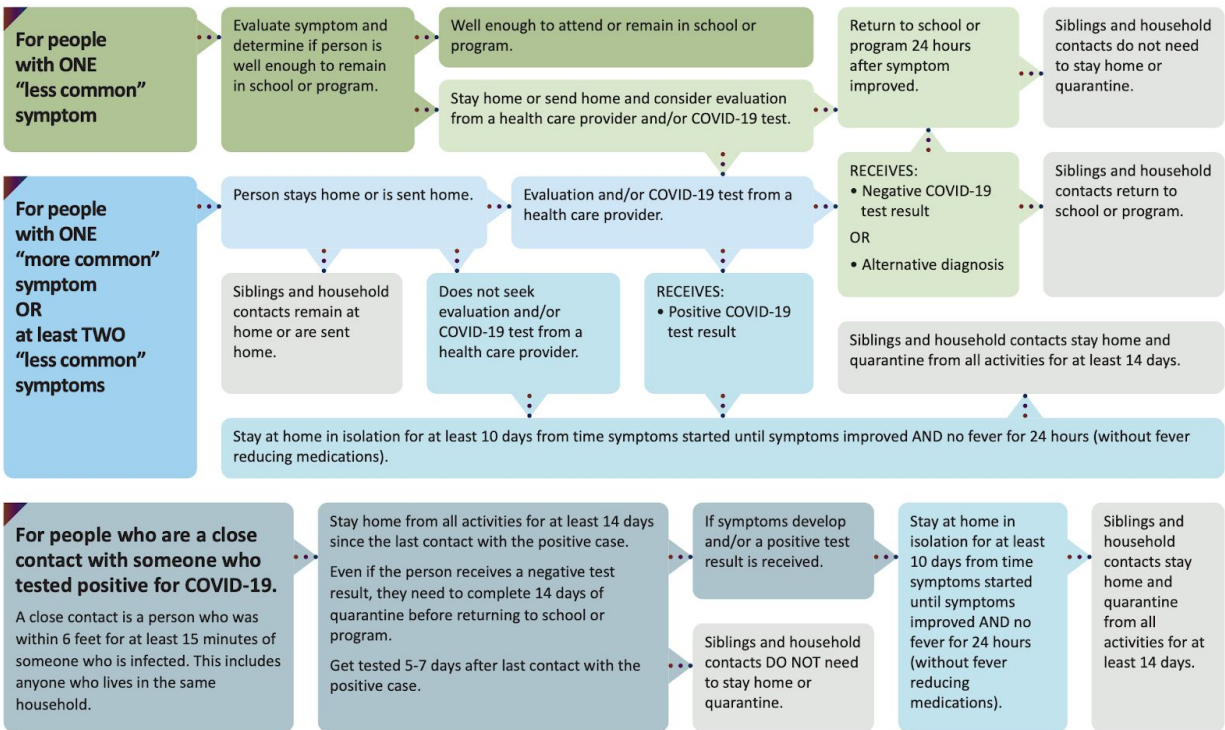 For people
with ONE
“less common”
symptom
Evaluate symptom and
determine if person is
well enough to remain
in school or program.
Well enough to attend or remain in school or
program.
Stay home or send home and consider evaluation
from a health care provider and/or COVID-19 test.
Return to school or
program 24 hours
after symptom
improved.
Siblings and household
contacts do not need
to stay home or
quarantine.
For people
with ONE
“more common”
symptom
OR
at least TWO
“less common”
symptoms
Person stays home or is sent home.
Evaluation and/or COVID-19 test from a
health care provider.
RECEIVES:
• Negative COVID-19
test result
OR
• Alternative diagnosis
Siblings and household
contacts return to
school or program.
Siblings and household
contacts remain at
home or are sent
home.
Does not seek
evaluation and/or
COVID-19 test from a
health care provider.
RECEIVES:
• Positive COVID-19
test result
Siblings and household contacts stay home and
quarantine from all activities for at least 14 days.
Stay at home in isolation for at least 10 days from time symptoms started until symptoms improved AND no fever for 24 hours (without fever
reducing medications).
For people who are a close
contact with someone who
tested positive for COVID-19.
A close contact is a person who was
within 6 feet for at least 15 minutes of
someone who is infected. This includes
anyone who lives in the same
household.
Stay home from all activities for at least 14 days
since the last contact with the positive case.
Even if the person receives a negative test
result, they need to complete 14 days of
quarantine before returning to school or
program.
Get tested 5-7 days after last contact with the
positive case.
If symptoms develop
and/or a positive test
result is received.
Siblings and household
contacts DO NOT need
to stay home or
quarantine.
Stay at home in
isolation for at least
10 days from time
symptoms started
until symptoms
improved AND no
fever for 24 hours
(without fever
reducing
medications).
Siblings and
household
contacts stay
home and
quarantine
from all
activities for at
least 14 days.